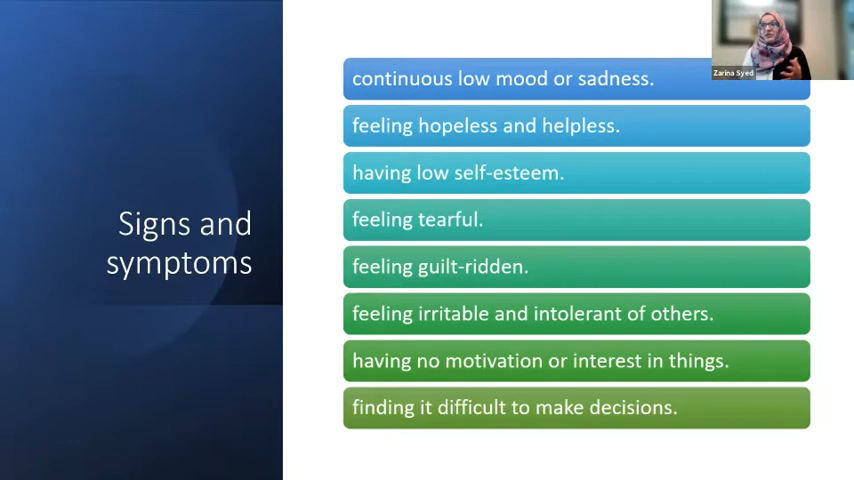 Signs and
symptoms
continuous low mood or sadness.
feeling hopeless and helpless.
having low self-esteem.
feeling tearful.
feeling guilt-ridden.
feeling irritable and intolerant of others.
having no motivation or interest in things.
finding it difficult to make decisions.
Zarina Syed